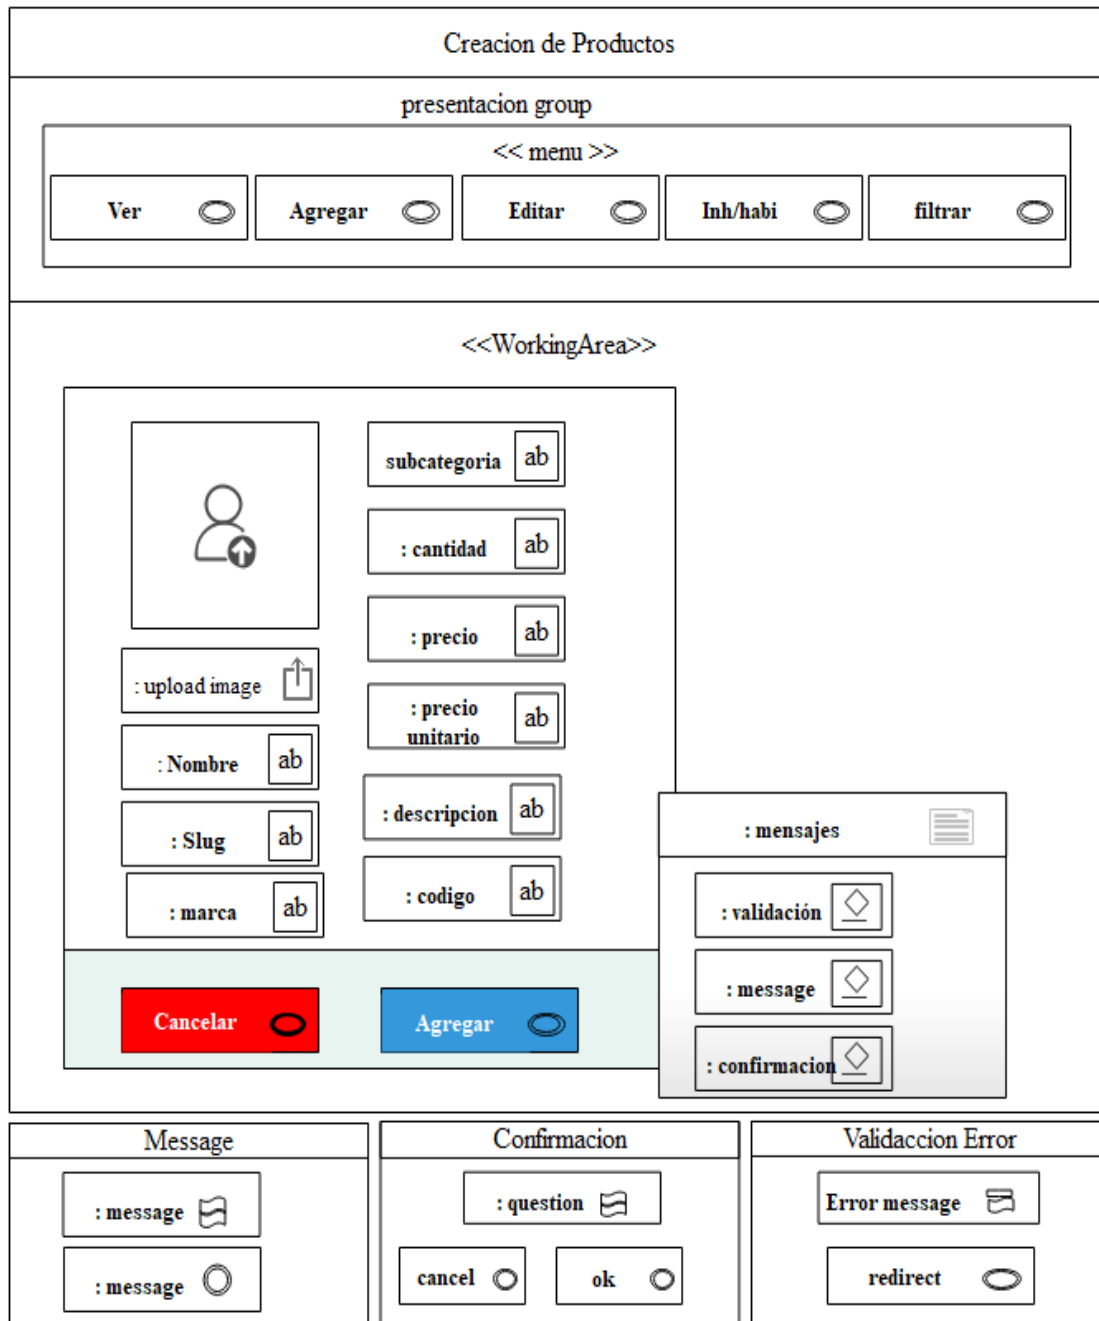 Creacion de Productos
presentacion group
<< menu >>
Ver
Agregar
Editar
Inh/habi
filtrar
<<WorkingArea>>
subcategoria ab
: cantidad ab
: precio ab
: precio
unitario ab
: descripcion ab
: codigo ab
: upload image
: Nombre ab
: Slug ab
: marca ab
Cancelar
Agregar
: mensajes
: validación
: message
: confirmacion
Message
: message
: message
Confirmacion
: question
cancel
ok
Validaccion Error
Error message
redirect